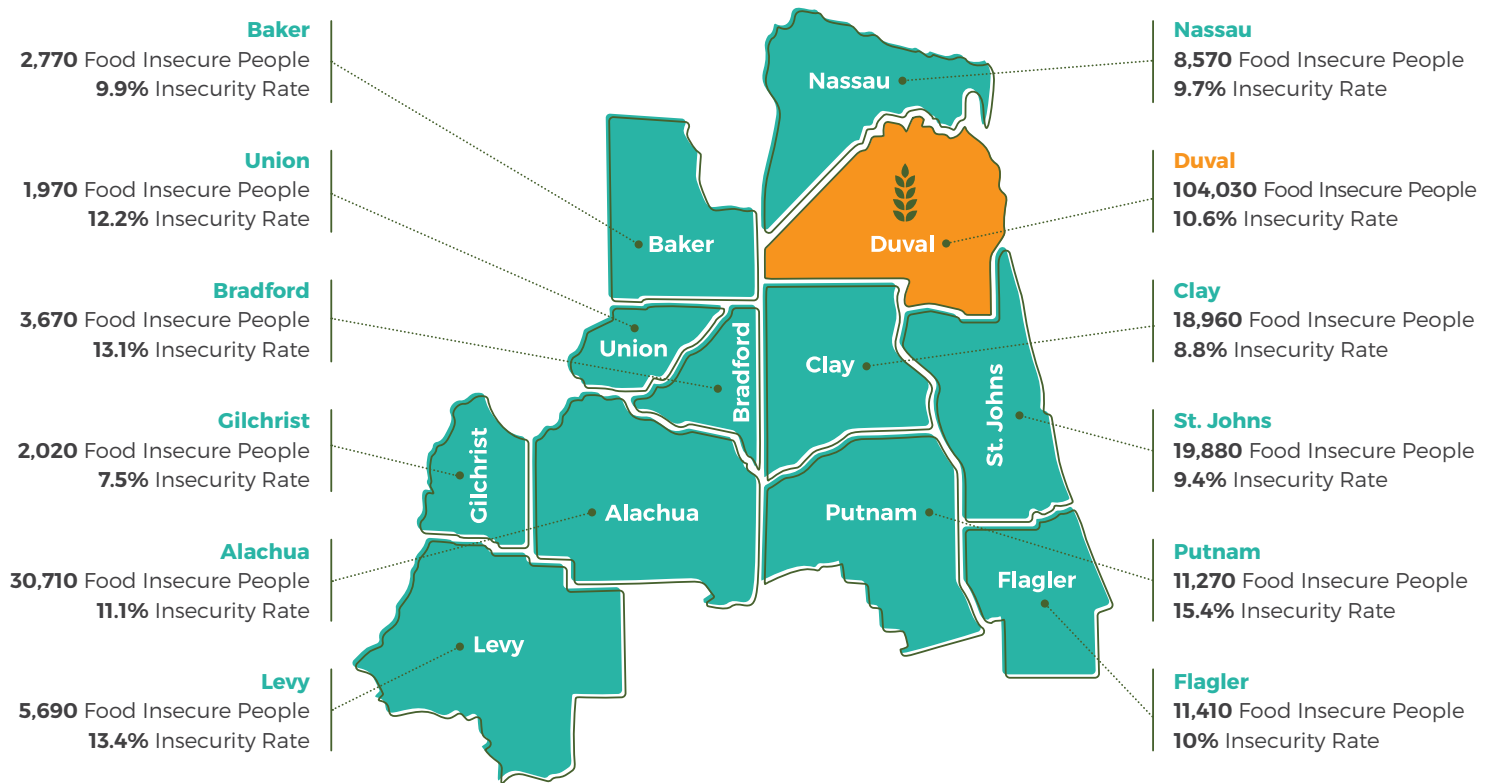 Baker
2,770 Food Insecure People
9.9% Insecurity Rate
Union
1,970 Food Insecure People
12.2% Insecurity Rate
Bradford
3,670 Food Insecure People
13.1% Insecurity Rate
Gilchrist
2,020 Food Insecure People
7.5% Insecurity Rate
Alachua
30,710 Food Insecure People
11.1% Insecurity Rate
Levy
5,690 Food Insecure People
13.4% Insecurity Rate
Nassau
Duval
Baker
Union
Bradford
Clay
St. Johns
Gilchrist
Alachua
Putnam
Flagler
Levy
Nassau
8,570 Food Insecure People
9.7% Insecurity Rate
Duval
104,030 Food Insecure People
10.6% Insecurity Rate
Clay
18,960 Food Insecure People
8.8% Insecurity Rate
St. Johns
19,880 Food Insecure People
9.4% Insecurity Rate
Putnam
11,270 Food Insecure People
15.4% Insecurity Rate
Flagler
11,410 Food Insecure People
10% Insecurity Rate